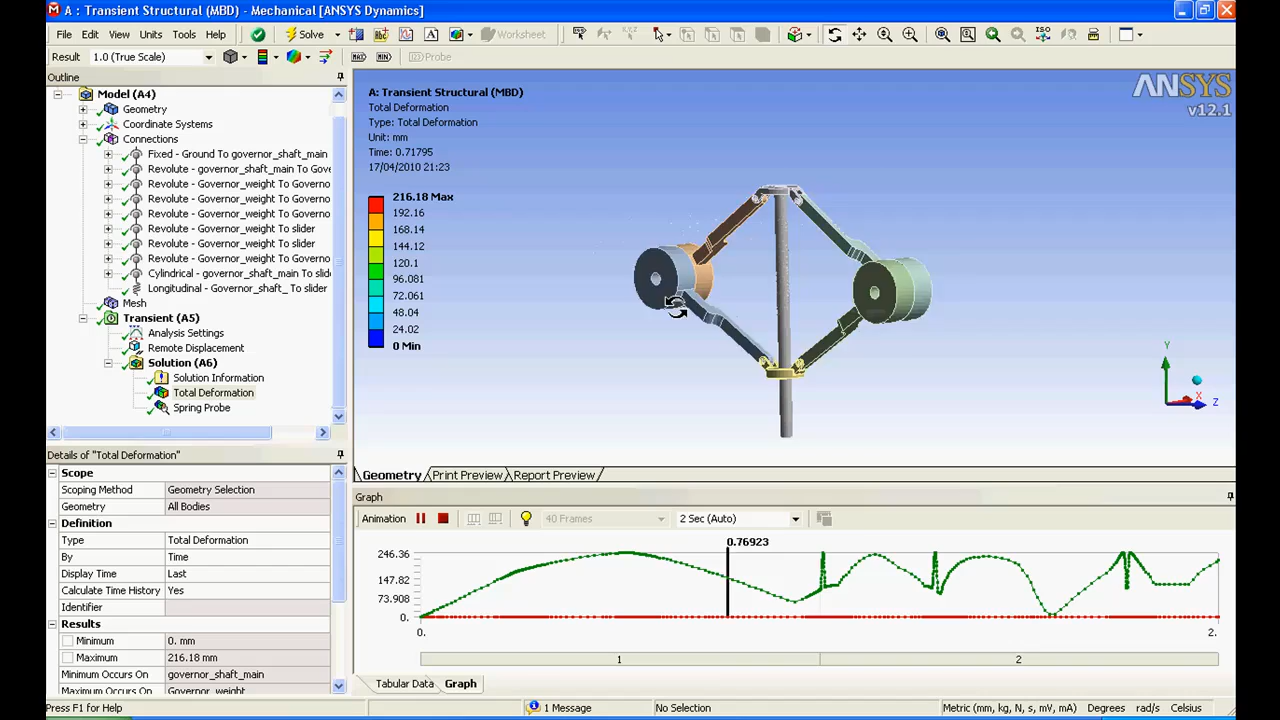 A : Transient Structural (MBD) - Mechanical [ANSYS Dynamics]
File Edit View Units Tools Help Solve Worksheet
Result 1.0 (True Scale) MAX MIN Probe
Outline
Model (A4)
Geometry
Coordinate Systems
Connections
Fixed - Ground To governor_shaft_main
Revolute - governor_shaft_main To Gove
Revolute - Governor_weight To Governo
Revolute - Governor_weight To Governo
Revolute - Governor_weight To Governo
Revolute - Governor_weight To slider
Revolute - Governor_weight To slider
Revolute - Governor_weight To Governo
Cylindrical - governor_shaft_main To slid
Longitudinal - governor_shaft_ To slider
Mesh
Transient (A5)
Analysis Settings
Remote Displacement
Solution (A6)
Solution Information
Total Deformation
Spring Probe
A: Transient Structural (MBD)
Total Deformation
Type: Total Deformation
Unit: mm
Time: 0.71795
17/04/2010 21:23
216.18 Max
192.16
168.14
144.12
120.1
96.081
72.061
48.04
24.02
0 Min
ANSYS
v12.1
Y
X
Z
Geometry Print Preview Report Preview
Details of "Total Deformation"
Scope
Scoping Method Geometry Selection
Geometry All Bodies
Definition
Type Total Deformation
By Time
Display Time Last
Calculate Time History Yes
Identifier
Results
Minimum 0. mm
Maximum 216.18 mm
Minimum Occurs On governor_shaft_main
Maximum Occurs On Governor_weight
Graph
Animation 40 Frames 2 Sec (Auto)
0.76923
246.36
147.82
73.908
0.
0. 2.
1 2
Tabular Data Graph
Press F1 for Help 1 Message No Selection Metric (mm, kg, N, s, mV, mA) Degrees rad/s Celsius